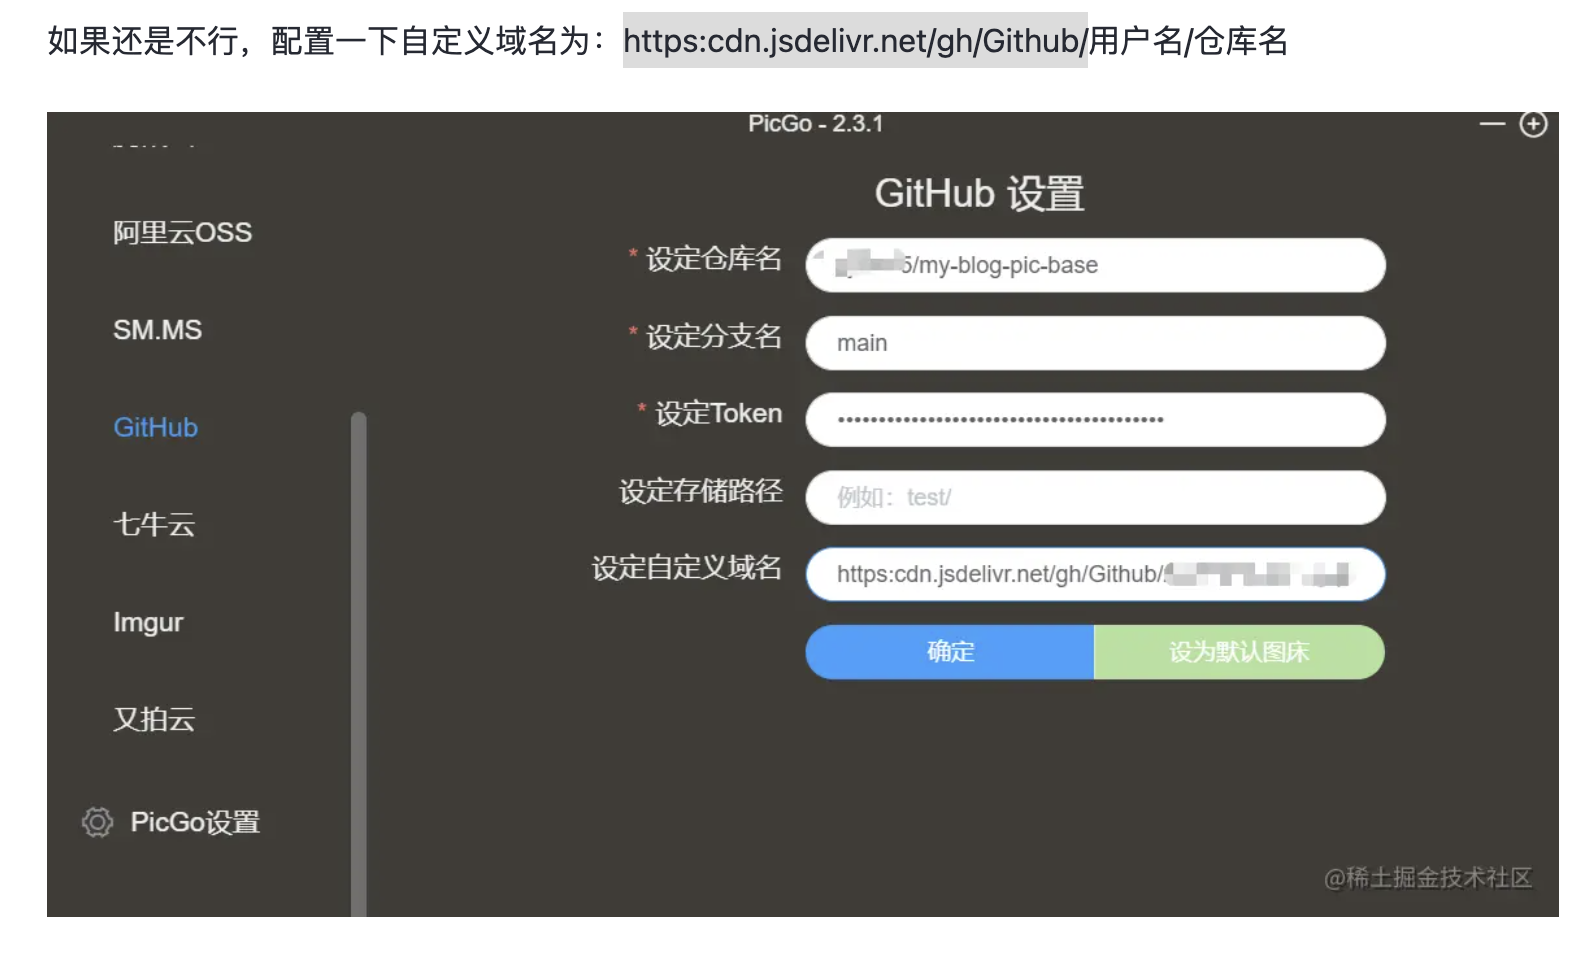 如果还是不行，配置一下自定义域名为：https:cdn.jsdelivr.net/gh/Github/用户名/仓库名
PicGo - 2.3.1
GitHub 设置
阿里云OSS
SM.MS
GitHub
七牛云
Imgur
又拍云
PicGo设置
* 设定仓库名
5/my-blog-pic-base
* 设定分支名
main
* 设定Token
••••••••••••••••••••••••••••••••••••••••
设定存储路径
例如：test/
设定自定义域名
https:cdn.jsdelivr.net/gh/Github/
确定
设为默认图床
@稀土掘金技术社区